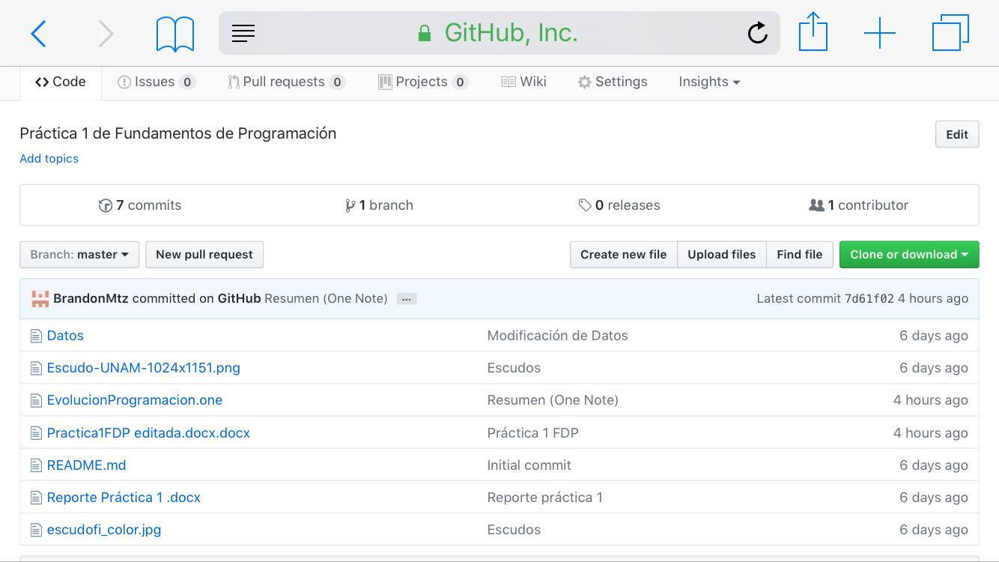 GitHub, Inc.
Code Issues 0 Pull requests 0 Projects 0 Wiki Settings Insights
Práctica 1 de Fundamentos de Programación Edit
Add topics
7 commits 1 branch 0 releases 1 contributor
Branch: master New pull request Create new file Upload files Find file Clone or download
BrandonMtz committed on GitHub Resumen (One Note) ... Latest commit 7d61f02 4 hours ago
Datos Modificación de Datos 6 days ago
Escudo-UNAM-1024x1151.png Escudos 6 days ago
EvolucionProgramacion.one Resumen (One Note) 4 hours ago
Practica1FDP editada.docx.docx Práctica 1 FDP 4 hours ago
README.md Initial commit 6 days ago
Reporte Práctica 1 .docx Reporte práctica 1 6 days ago
escudofi_color.jpg Escudos 6 days ago